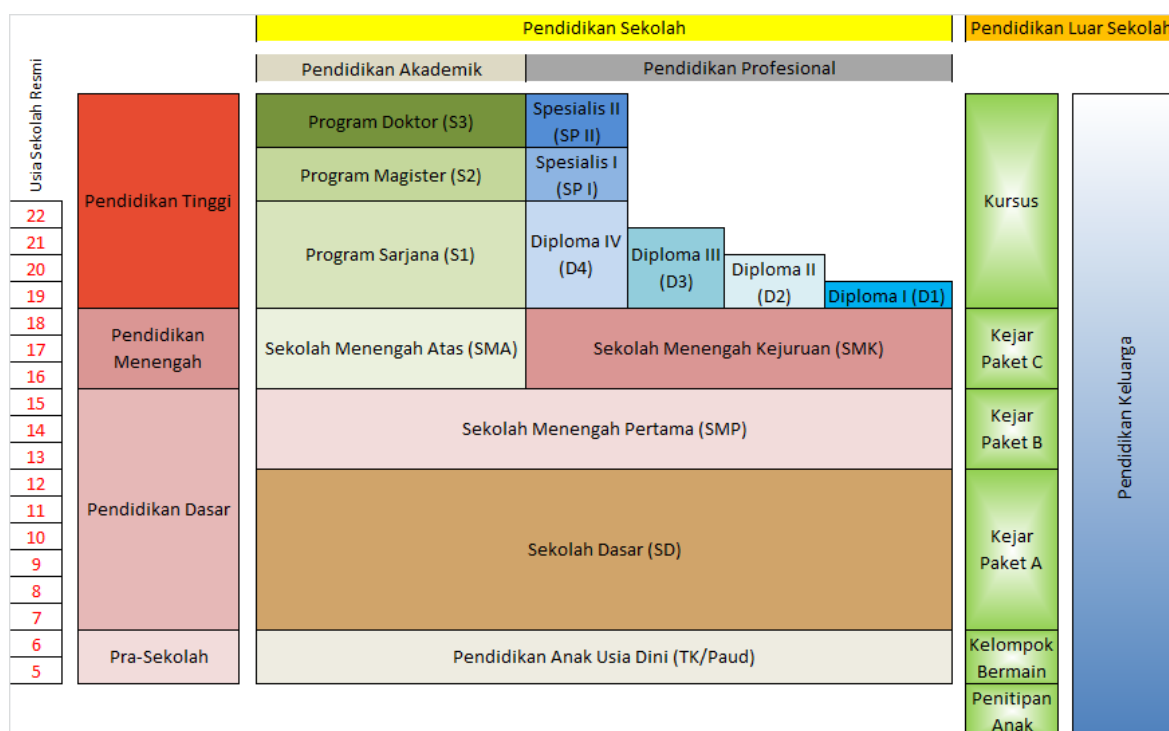 Pendidikan Sekolah
Pendidikan Luar Sekolah
Usia Sekolah Resmi
Pendidikan Akademik
Pendidikan Profesional
Pendidikan Tinggi
Program Doktor (S3)
Spesialis II
(SP II)
Program Magister (S2)
Spesialis I
(SP I)
Program Sarjana (S1)
Diploma IV
(D4)
Diploma III
(D3)
Diploma II
(D2)
Diploma I (D1)
Kursus
22
21
20
19
18
17
16
Pendidikan
Menengah
Sekolah Menengah Atas (SMA)
Sekolah Menengah Kejuruan (SMK)
Kejar
Paket C
15
14
13
12
11
10
9
8
7
Pendidikan Dasar
Sekolah Menengah Pertama (SMP)
Kejar
Paket B
Sekolah Dasar (SD)
Kejar
Paket A
6
5
Pra-Sekolah
Pendidikan Anak Usia Dini (TK/Paud)
Kelompok
Bermain
Penitipan
Anak
Pendidikan Keluarga